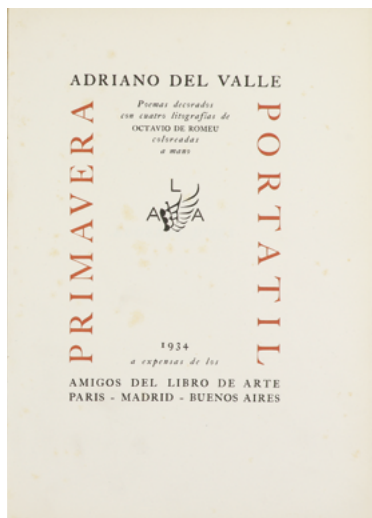 ADRIANO DEL VALLE
PRIMAVERA
PORTATIL
Poemas decorados
con cuatro litografías de
OCTAVIO DE ROMEU
coloreadas
a mano
L
A A
1934
a expensas de los
AMIGOS DEL LIBRO DE ARTE
PARIS - MADRID - BUENOS AIRES